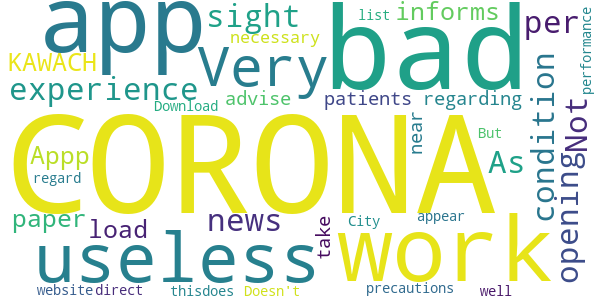 app
sight
list
informs
per
performance
bad
necessary
Very
KAWACH
experience
advise
patients
regarding
Download
condition
Not
CORONA
near
But
Appp
As
regard
opening
paper
load
news
take
City
appear
work
useless
website
direct
thisdoes
Doesn't
precautions
well